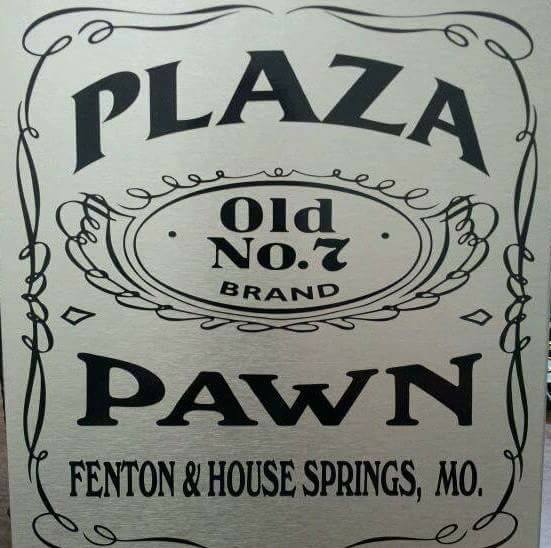 PLAZA
Old
No.7
BRAND
PAWN
FENTON & HOUSE SPRINGS, MO.